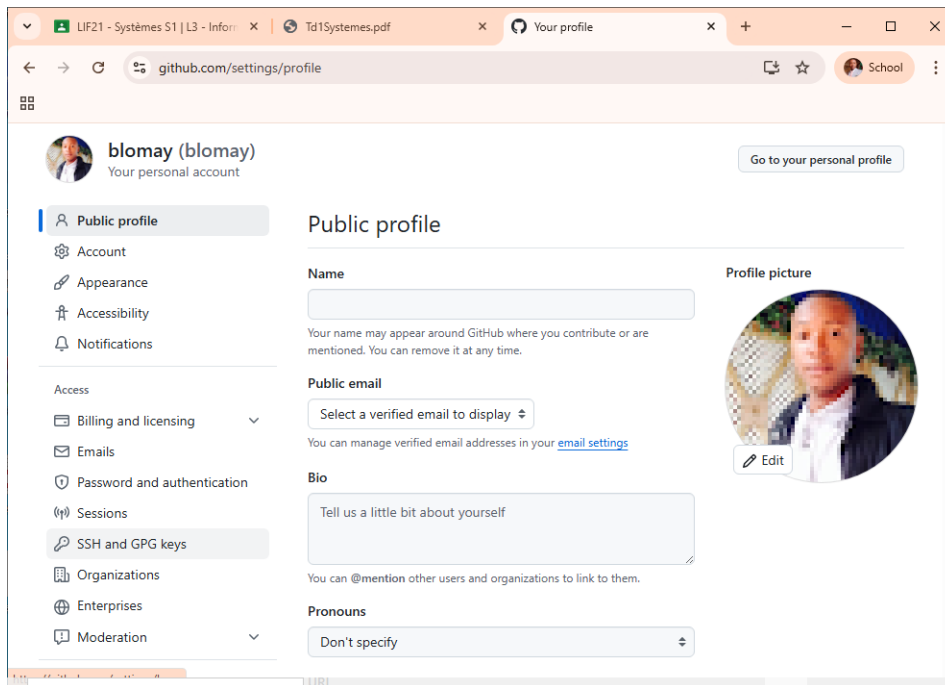 LIF21 - Systèmes S1 | L3 - Inform
Td1Systemes.pdf
Your profile
github.com/settings/profile
School
blomay (blomay)
Your personal account
Go to your personal profile
Public profile
Account
Appearance
Accessibility
Notifications
Access
Billing and licensing
Emails
Password and authentication
Sessions
SSH and GPG keys
Organizations
Enterprises
Moderation
Public profile
Name
Your name may appear around GitHub where you contribute or are
mentioned. You can remove it at any time.
Public email
Select a verified email to display
You can manage verified email addresses in your email settings
Bio
Tell us a little bit about yourself
You can @mention other users and organizations to link to them.
Pronouns
Don't specify
URL
Profile picture
Edit